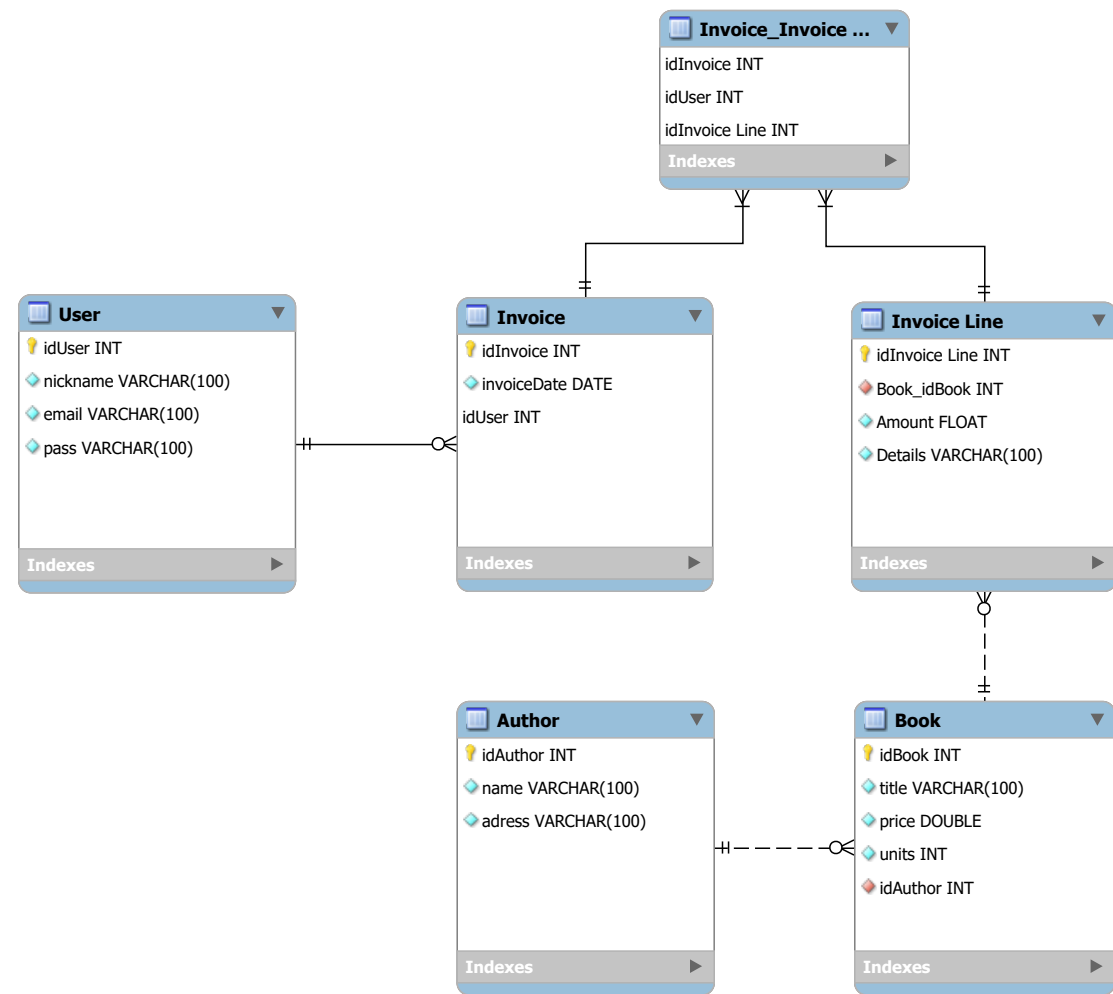 Invoice_Invoice ...
idInvoice INT
idUser INT
idInvoice Line INT
Indexes
User
idUser INT
nickname VARCHAR(100)
email VARCHAR(100)
pass VARCHAR(100)
Indexes
Invoice
idInvoice INT
invoiceDate DATE
idUser INT
Indexes
Invoice Line
idInvoice Line INT
Book_idBook INT
Amount FLOAT
Details VARCHAR(100)
Indexes
Author
idAuthor INT
name VARCHAR(100)
adress VARCHAR(100)
Indexes
Book
idBook INT
title VARCHAR(100)
price DOUBLE
units INT
idAuthor INT
Indexes